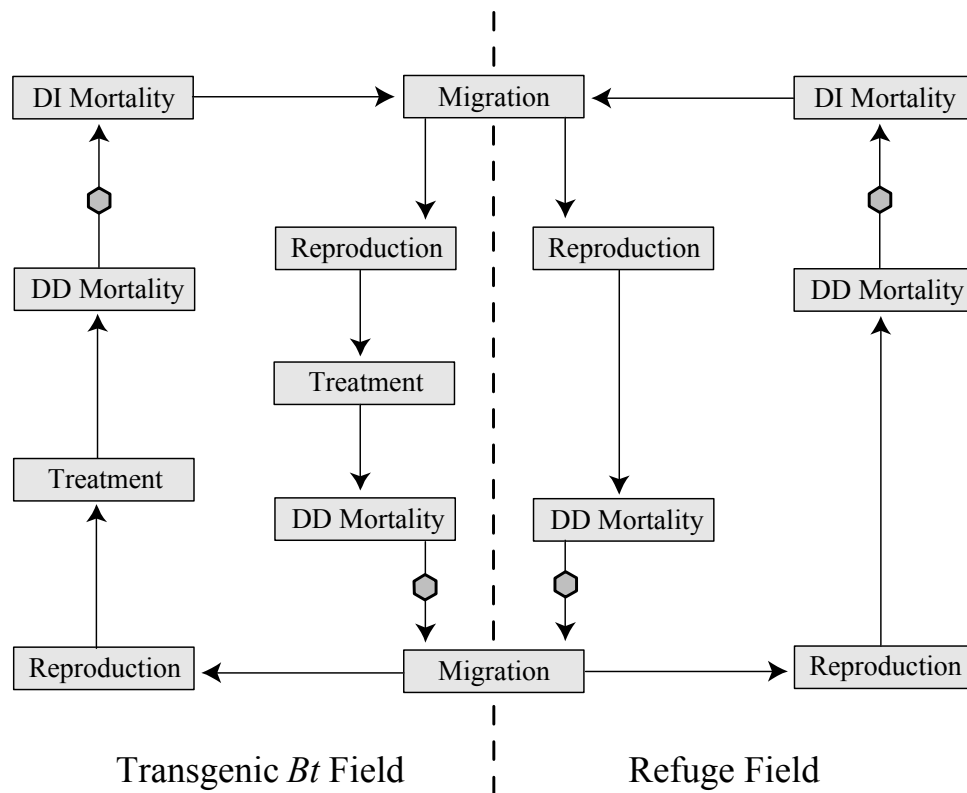 DI Mortality
Migration
DI Mortality
Reproduction
Reproduction
DD Mortality
DD Mortality
Treatment
Treatment
DD Mortality
DD Mortality
Reproduction
Migration
Reproduction
Transgenic Bt Field
Refuge Field